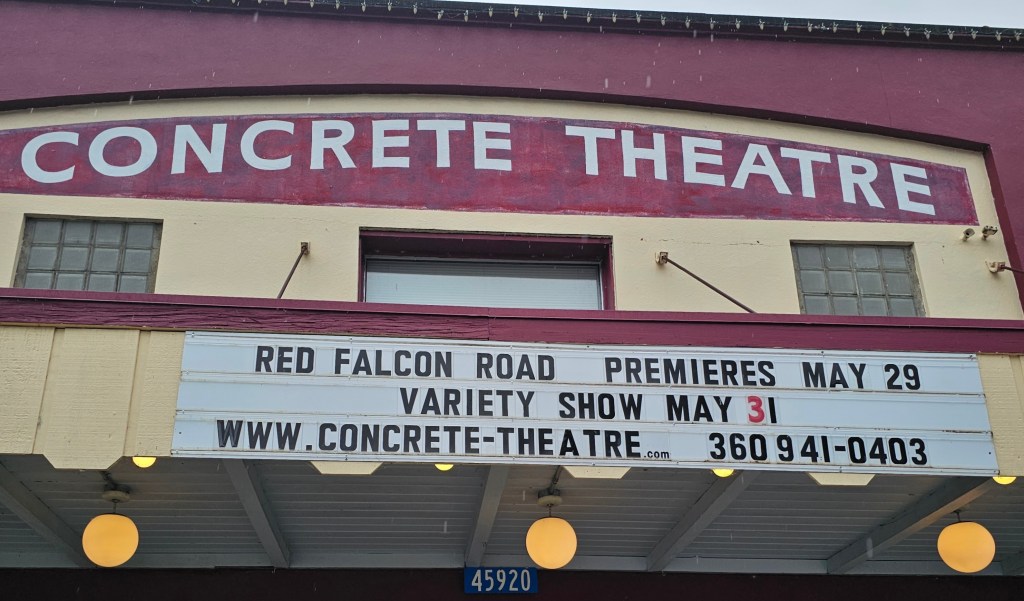 CONCRETE THEATRE
RED FALCON ROAD PREMIERES MAY 29
VARIETY SHOW MAY 31
WWW.CONCRETE-THEATRE.com 360 941-0403
45920